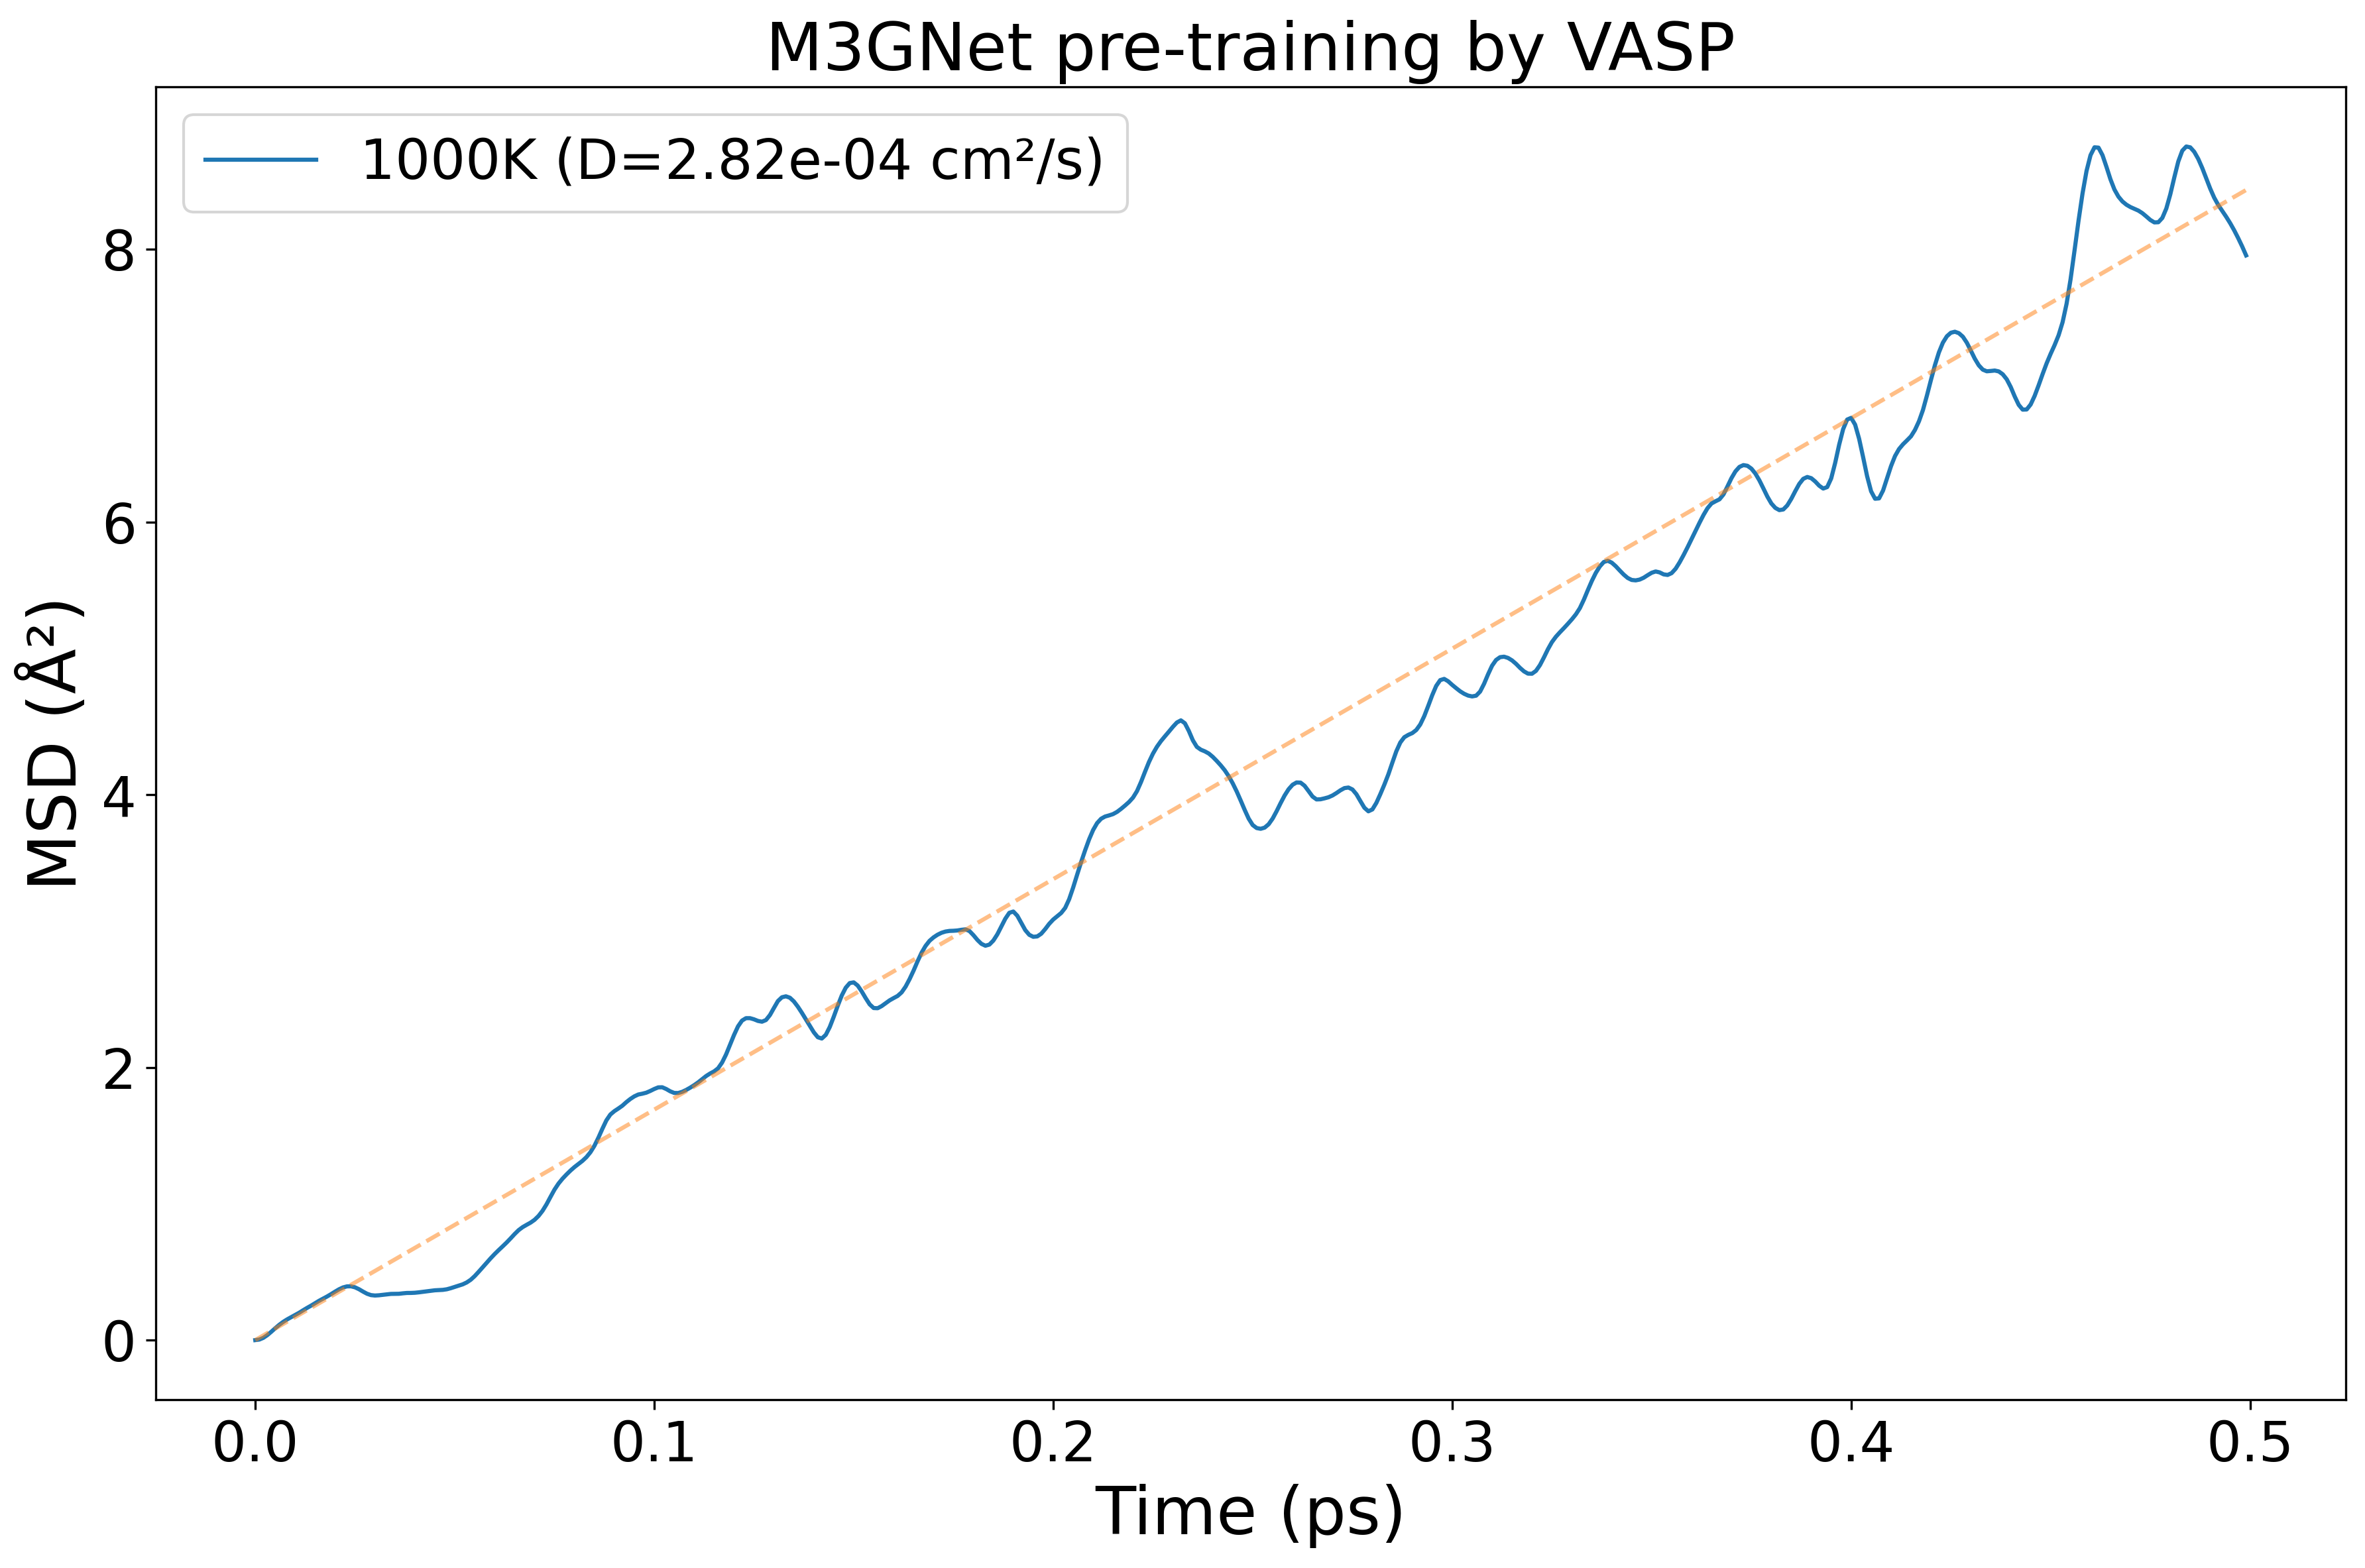 M3GNet pre-training by VASP
1000K (D=2.82e-04 cm²/s)
MSD (Å²)
8
6
4
2
0
0.0 0.1 0.2 0.3 0.4 0.5
Time (ps)